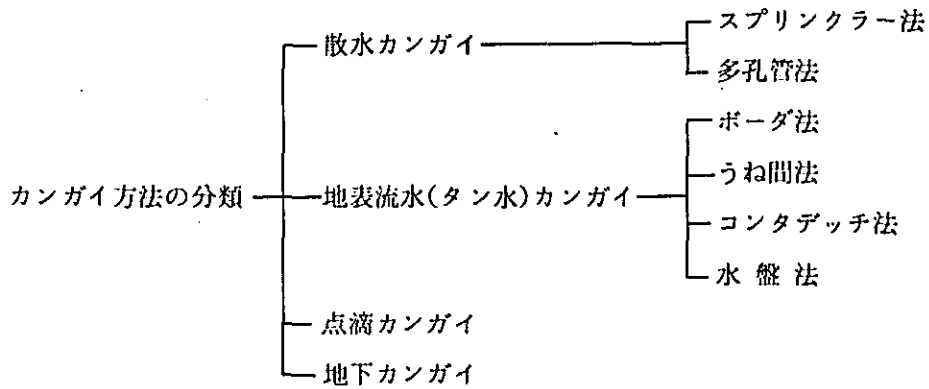 スプリンクラー法
散水カンガイ
多孔管法
ボーダ法
うね間法
カンガイ方法の分類
地表流水(タン水)カンガイ
コンタデッチ法
水盤法
点滴カンガイ
地下カンガイ